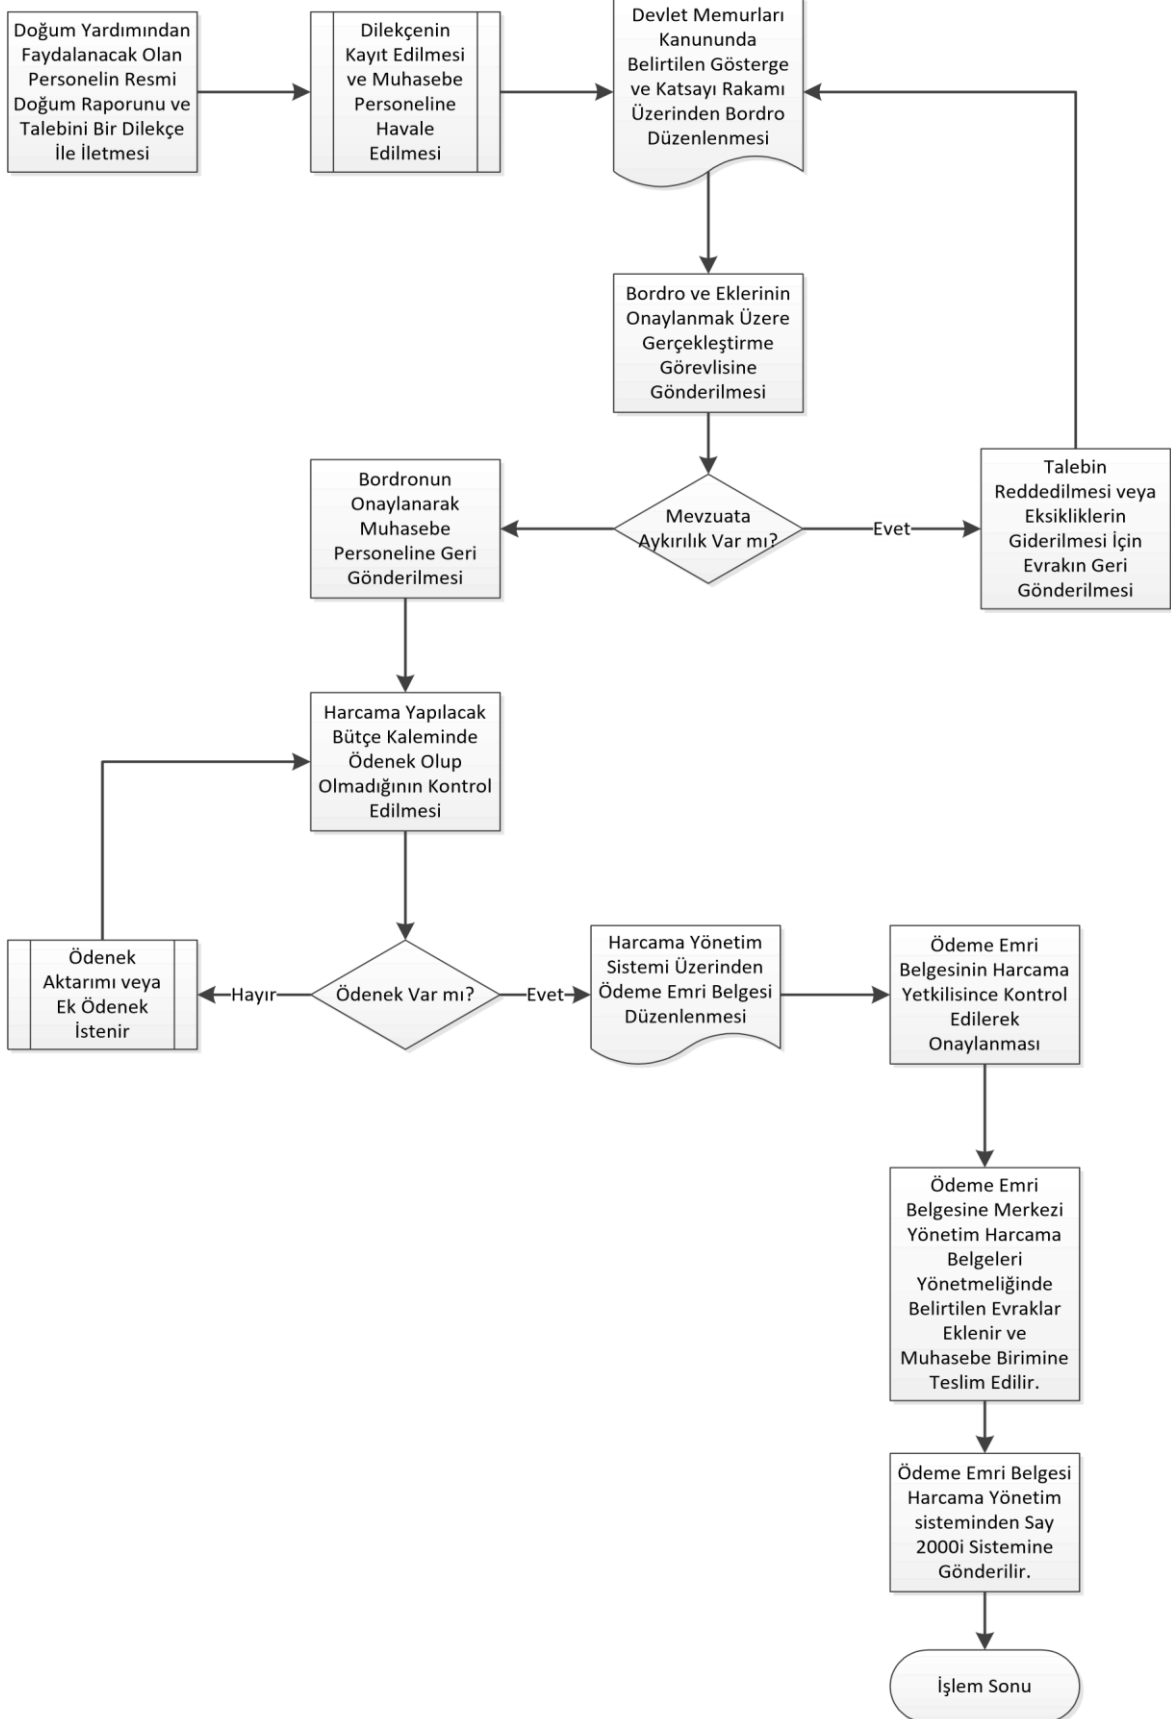 Doğum Yardımından
Faydalanacak Olan
Personelin Resmi
Doğum Raporunu ve
Talebini Bir Dilekçe
İle İletmesi
Dilekçenin
Kayıt Edilmesi
ve Muhasebe
Personeline
Havale
Edilmesi
Devlet Memurları
Kanununda
Belirtilen Gösterge
ve Katsayı Rakamı
Üzerinden Bordro
Düzenlenmesi
Bordro ve Eklerinin
Onaylanmak Üzere
Gerçekleştirme
Görevlisine
Gönderilmesi
Mevzuata
Aykırılık Var mı?
Evet
Talebin
Reddedilmesi veya
Eksikliklerin
Giderilmesi İçin
Evrakın Geri
Gönderilmesi
Bordronun
Onaylanarak
Muhasebe
Personeline Geri
Gönderilmesi
Harcama Yapılacak
Bütçe Kaleminde
Ödenek Olup
Olmadığının Kontrol
Edilmesi
Ödenek Var mı?
Hayır
Ödenek
Aktarımı veya
Ek Ödenek
İstenir
Evet
Harcama Yönetim
Sistemi Üzerinden
Ödeme Emri Belgesi
Düzenlenmesi
Ödeme Emri
Belgesinin Harcama
Yetkilisince Kontrol
Edilerek
Onaylanması
Ödeme Emri
Belgesine Merkezi
Yönetim Harcama
Belgeleri
Yönetmeliğinde
Belirtilen Evraklar
Eklenir ve
Muhasebe Birimine
Teslim Edilir.
Ödeme Emri Belgesi
Harcama Yönetim
sisteminden Say
2000i Sistemine
Gönderilir.
İşlem Sonu